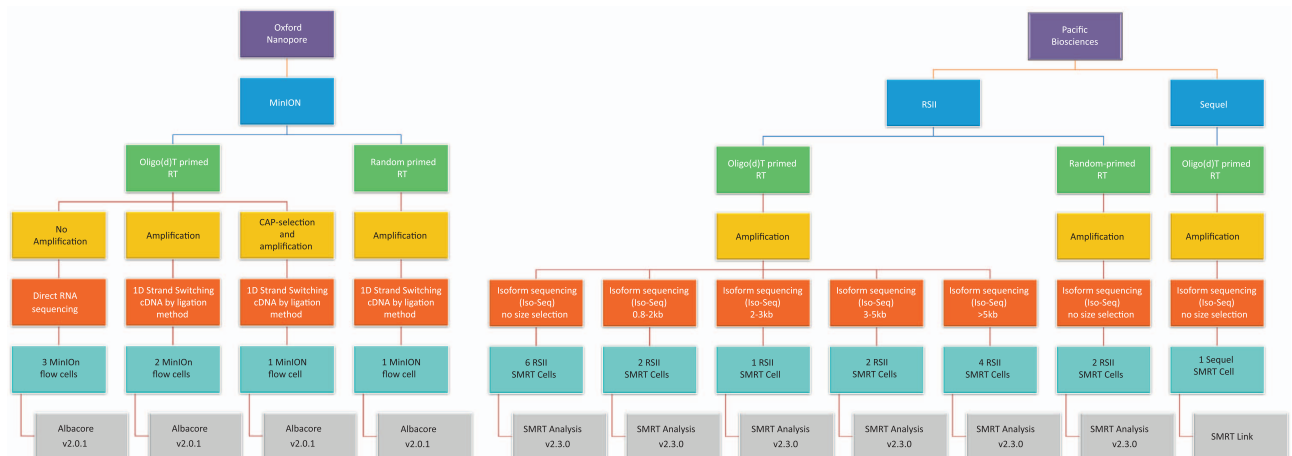 Oxford
Nanopore
Pacific
Biosciences
MinION
RSII
Sequel
Oligo(d)T primed
RT
Random primed
RT
Oligo(d)T primed
RT
Random-primed
RT
Oligo(d)T primed
RT
No
Amplification
Amplification
CAP-selection
and
amplification
Amplification
Amplification
Amplification
Amplification
Direct RNA
sequencing
1D Strand Switching
cDNA by ligation
method
1D Strand Switching
cDNA by ligation
method
1D Strand Switching
cDNA by ligation
method
Isoform sequencing
(Iso-Seq)
no size selection
Isoform sequencing
(Iso-Seq)
0.8-2kb
Isoform sequencing
(Iso-Seq)
2-3kb
Isoform sequencing
(Iso-Seq)
3-5kb
Isoform sequencing
(Iso-Seq)
>5kb
Isoform sequencing
(Iso-Seq)
no size selection
Isoform sequencing
(Iso-Seq)
no size selection
3 MinIOn
flow cells
2 MinIOn
flow cells
1 MinION
flow cell
1 MinION
flow cell
6 RSII
SMRT Cells
2 RSII
SMRT Cells
1 RSII
SMRT Cell
2 RSII
SMRT Cells
4 RSII
SMRT Cells
2 RSII
SMRT Cells
1 Sequel
SMRT Cell
Albacore
v2.0.1
Albacore
v2.0.1
Albacore
v2.0.1
Albacore
v2.0.1
SMRT Analysis
v2.3.0
SMRT Analysis
v2.3.0
SMRT Analysis
v2.3.0
SMRT Analysis
v2.3.0
SMRT Analysis
v2.3.0
SMRT Analysis
v2.3.0
SMRT Link